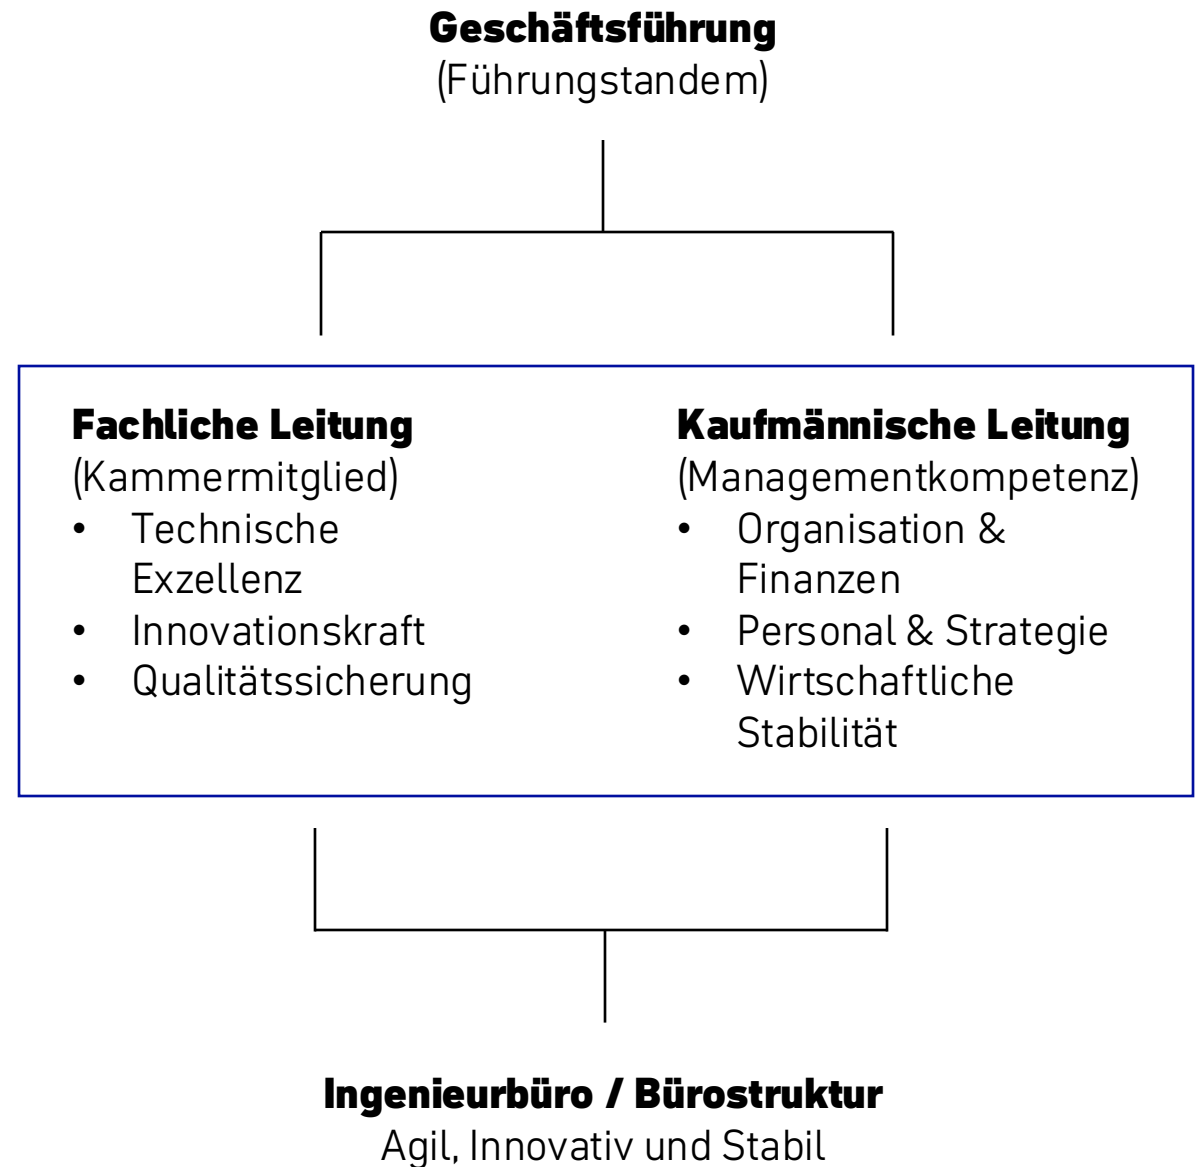 Geschäftsführung
(Führungstandem)
Fachliche Leitung
(Kammermitglied)
• Technische
Exzellenz
• Innovationskraft
• Qualitätssicherung
Kaufmännische Leitung
(Managementkompetenz)
• Organisation &
Finanzen
• Personal & Strategie
• Wirtschaftliche
Stabilität
Ingenieurbüro / Bürostruktur
Agil, Innovativ und Stabil